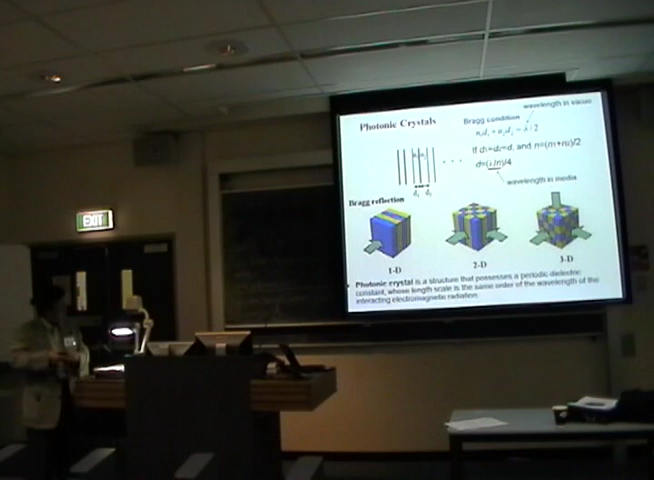 EXIT
wavelength in vacuo
Photonic Crystals
Bragg condition
n₁d₁ + n₂d₂ = λ / 2
If d₁=d₂=d, and n=(n₁+n₂)/2
d=(λ/n)/4
n₁ n₂
. . .
d₁ d₂
wavelength in media
Bragg reflection
1-D
2-D
3-D
Photonic crystal is a structure that possesses a periodic dielectric
constant, whose length scale is the same order of the wavelength of the
interacting electromagnetic radiation.